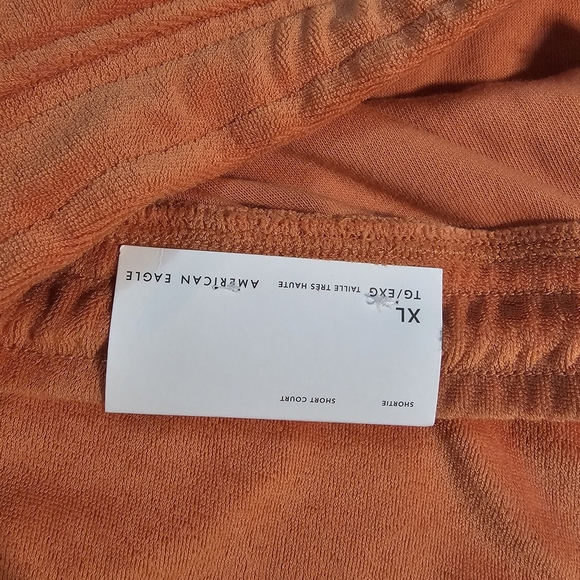 SHORTIE SHORT COURT
XL
TG/EXG TAILLE TRÈS HAUTE AMERICAN EAGLE